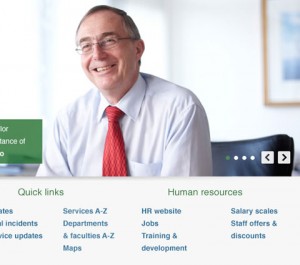 lor
tance of
o
Quick links
Human resources
ates
l incidents
vice updates
Services A-Z
Departments
& faculties A-Z
Maps
HR website
Jobs
Training &
development
Salary scales
Staff offers &
discounts